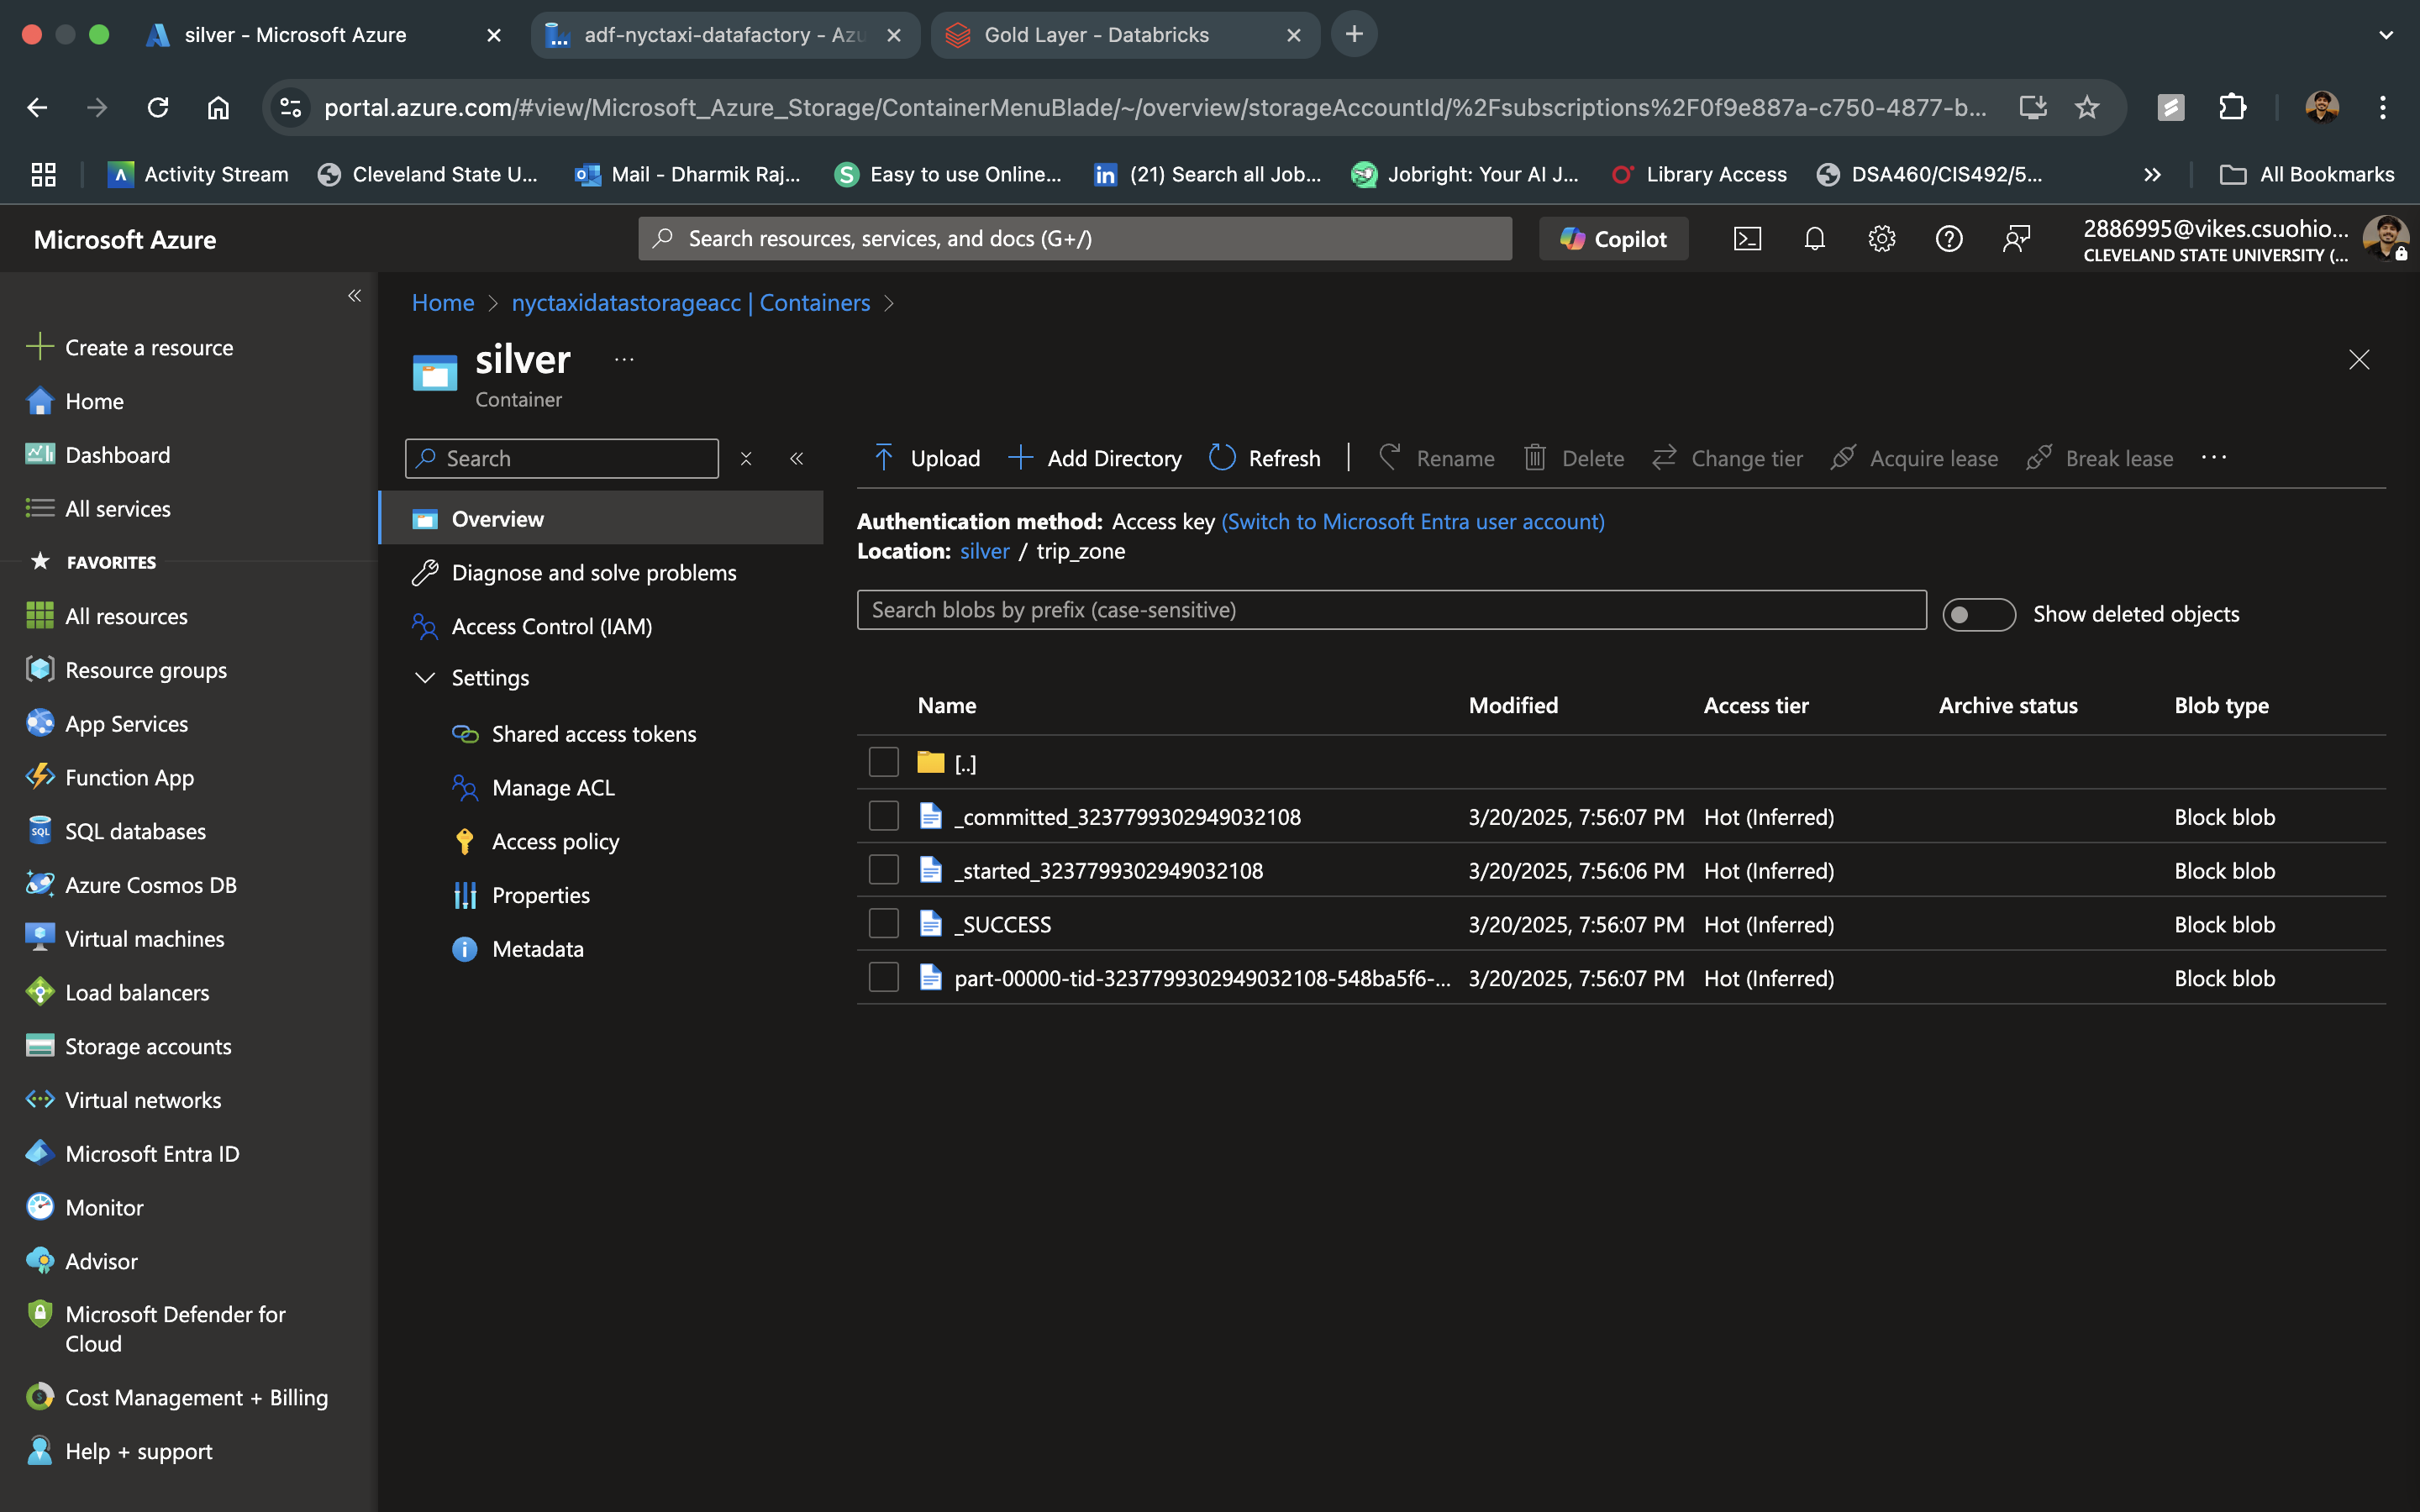 silver - Microsoft Azure
adf-nyctaxi-datafactory - Azu
Gold Layer - Databricks
portal.azure.com/#view/Microsoft_Azure_Storage/ContainerMenuBlade/~/overview/storageAccountId/%2Fsubscriptions%2F0f9e887a-c750-4877-b...
Activity Stream
Cleveland State U...
Mail - Dharmik Raj...
Easy to use Online...
(21) Search all Job...
Jobright: Your AI J...
Library Access
DSA460/CIS492/5...
All Bookmarks
Microsoft Azure
Search resources, services, and docs (G+/)
Copilot
2886995@vikes.csuohio...
CLEVELAND STATE UNIVERSITY (...
Create a resource
Home
Dashboard
All services
FAVORITES
All resources
Resource groups
App Services
Function App
SQL databases
Azure Cosmos DB
Virtual machines
Load balancers
Storage accounts
Virtual networks
Microsoft Entra ID
Monitor
Advisor
Microsoft Defender for
Cloud
Cost Management + Billing
Help + support
Home > nyctaxidatastorageacc | Containers >
silver ...
Container
Search
Overview
Diagnose and solve problems
Access Control (IAM)
Settings
Shared access tokens
Manage ACL
Access policy
Properties
Metadata
Upload Add Directory Refresh | Rename Delete Change tier Acquire lease Break lease ...
Authentication method: Access key (Switch to Microsoft Entra user account)
Location: silver / trip_zone
Search blobs by prefix (case-sensitive)
Show deleted objects
Name Modified Access tier Archive status Blob type
[..]
_committed_3237799302949032108 3/20/2025, 7:56:07 PM Hot (Inferred) Block blob
_started_3237799302949032108 3/20/2025, 7:56:06 PM Hot (Inferred) Block blob
_SUCCESS 3/20/2025, 7:56:07 PM Hot (Inferred) Block blob
part-00000-tid-3237799302949032108-548ba5f6-... 3/20/2025, 7:56:07 PM Hot (Inferred) Block blob